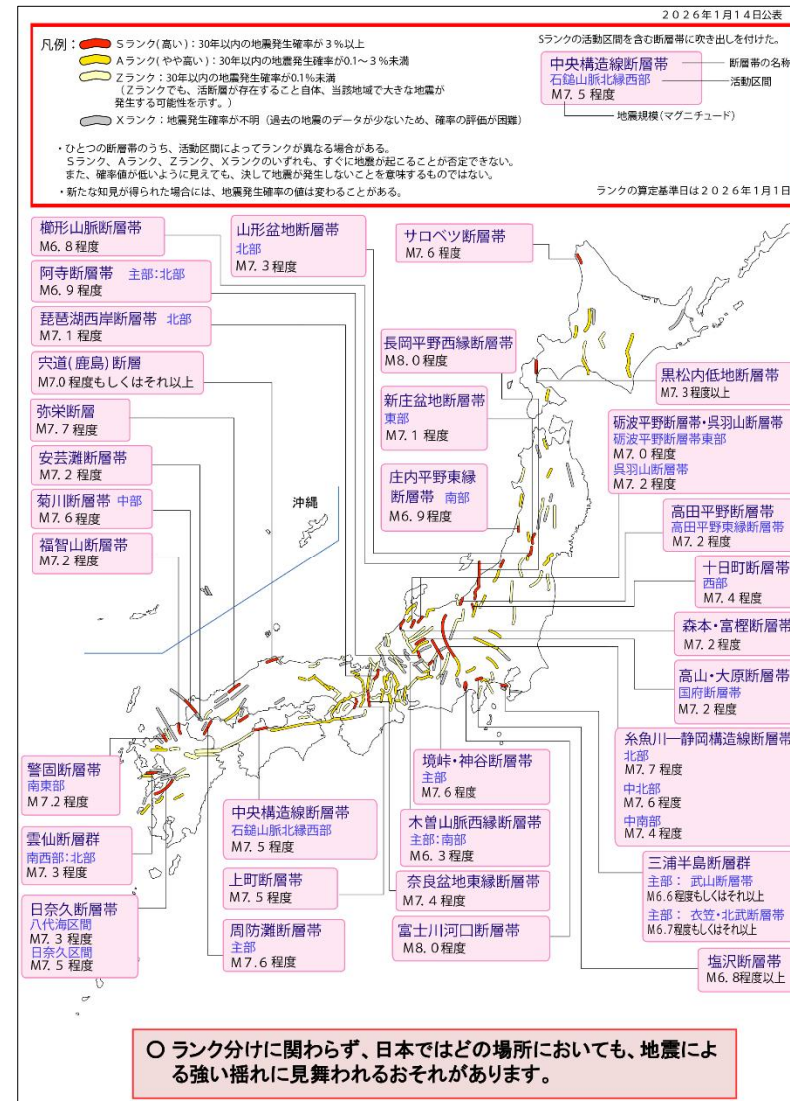 2026年1月14日公表
凡例：
Sランク(高い)：30年以内の地震発生確率が3％以上
Aランク(やや高い)：30年以内の地震発生確率が0.1～3％未満
Zランク：30年以内の地震発生確率が0.1％未満
（Zランクでも、活断層が存在すること自体、当該地域で大きな地震が
発生する可能性を示す。）
Xランク：地震発生確率が不明（過去の地震のデータが少ないため、確率の評価が困難）
Sランクの活動区間を含む断層帯に吹き出しを付けた。
中央構造線断層帯
石鎚山脈北縁西部
M7.5 程度
断層帯の名称
活動区間
地震規模(マグニチュード)
・ひとつの断層帯のうち、活動区間によってランクが異なる場合がある。
Sランク、Aランク、Zランク、Xランクのいずれも、すぐに地震が起こることが否定できない。
また、確率値が低いように見えても、決して地震が発生しないことを意味するものではない。
・新たな知見が得られた場合には、地震発生確率の値は変わることがある。
ランクの算定基準日は2026年1月1日
櫛形山脈断層帯
M6.8 程度
阿寺断層帯 主部：北部
M6.9 程度
琵琶湖西岸断層帯 北部
M7.1 程度
宍道(鹿島)断層
M7.0 程度もしくはそれ以上
弥栄断層
M7.7 程度
安芸灘断層帯
M7.2 程度
菊川断層帯 中部
M7.6 程度
福智山断層帯
M7.2 程度
山形盆地断層帯
北部
M7.3 程度
サロベツ断層帯
M7.6 程度
長岡平野西縁断層帯
M8.0 程度
新庄盆地断層帯
東部
M7.1 程度
庄内平野東縁
断層帯 南部
M6.9 程度
沖縄
黒松内低地断層帯
M7.3 程度以上
砺波平野断層帯・呉羽山断層帯
砺波平野断層帯東部
M7.0 程度
呉羽山断層帯
M7.2 程度
高田平野断層帯
高田平野東縁断層帯
M7.2 程度
十日町断層帯
西部
M7.4 程度
森本・富樫断層帯
M7.2 程度
高山・大原断層帯
国府断層帯
M7.2 程度
糸魚川－静岡構造線断層帯
北部
M7.7 程度
中北部
M7.6 程度
中南部
M7.4 程度
三浦半島断層群
主部： 武山断層帯
M6.6程度もしくはそれ以上
主部： 衣笠・北武断層帯
M6.7程度もしくはそれ以上
塩沢断層帯
M6.8程度以上
警固断層帯
南東部
M7.2 程度
雲仙断層群
南西部：北部
M7.3 程度
日奈久断層帯
八代海区間
M7.3 程度
日奈久区間
M7.5 程度
中央構造線断層帯
石鎚山脈北縁西部
M7.5 程度
上町断層帯
M7.5 程度
周防灘断層帯
主部
M7.6 程度
境峠・神谷断層帯
主部
M7.6 程度
木曽山脈西縁断層帯
主部：南部
M6.3 程度
奈良盆地東縁断層帯
M7.4 程度
富士川河口断層帯
M8.0 程度
○ ランク分けに関わらず、日本ではどの場所においても、地震によ
る強い揺れに見舞われるおそれがあります。